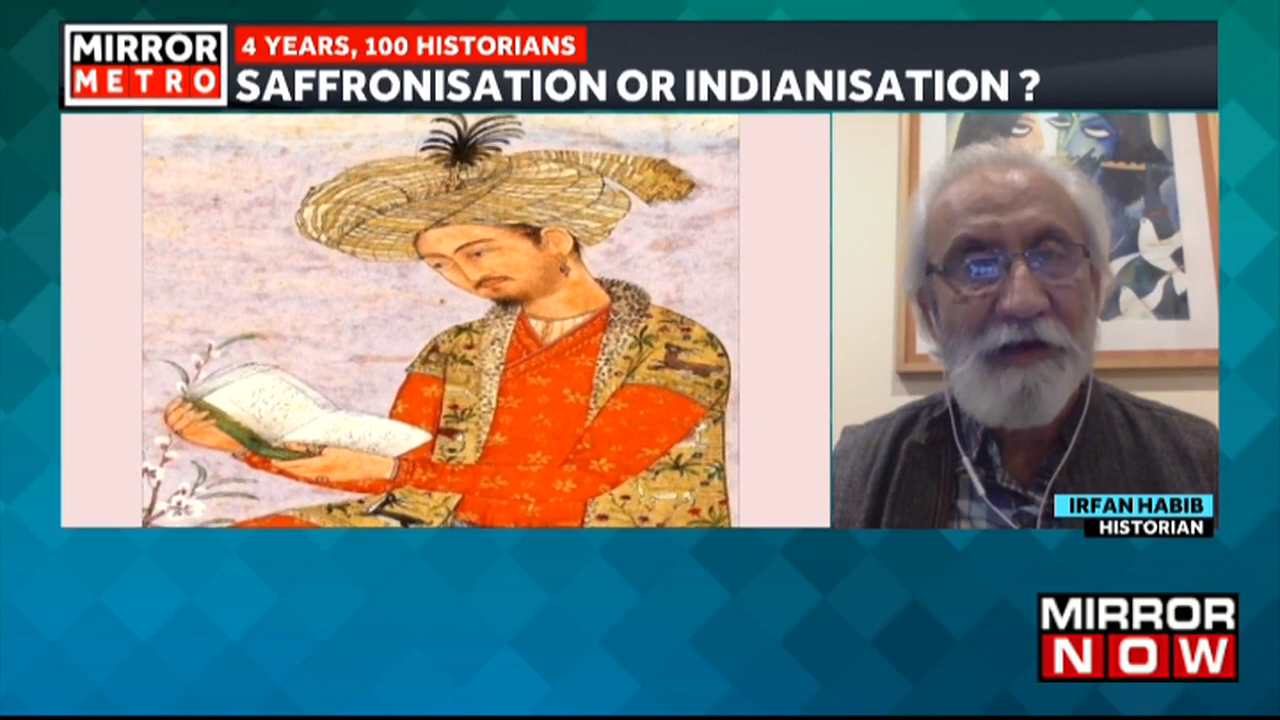 MIRROR
METRO
4 YEARS, 100 HISTORIANS
SAFFRONISATION OR INDIANISATION ?
IRFAN HABIB
HISTORIAN
MIRROR
NOW